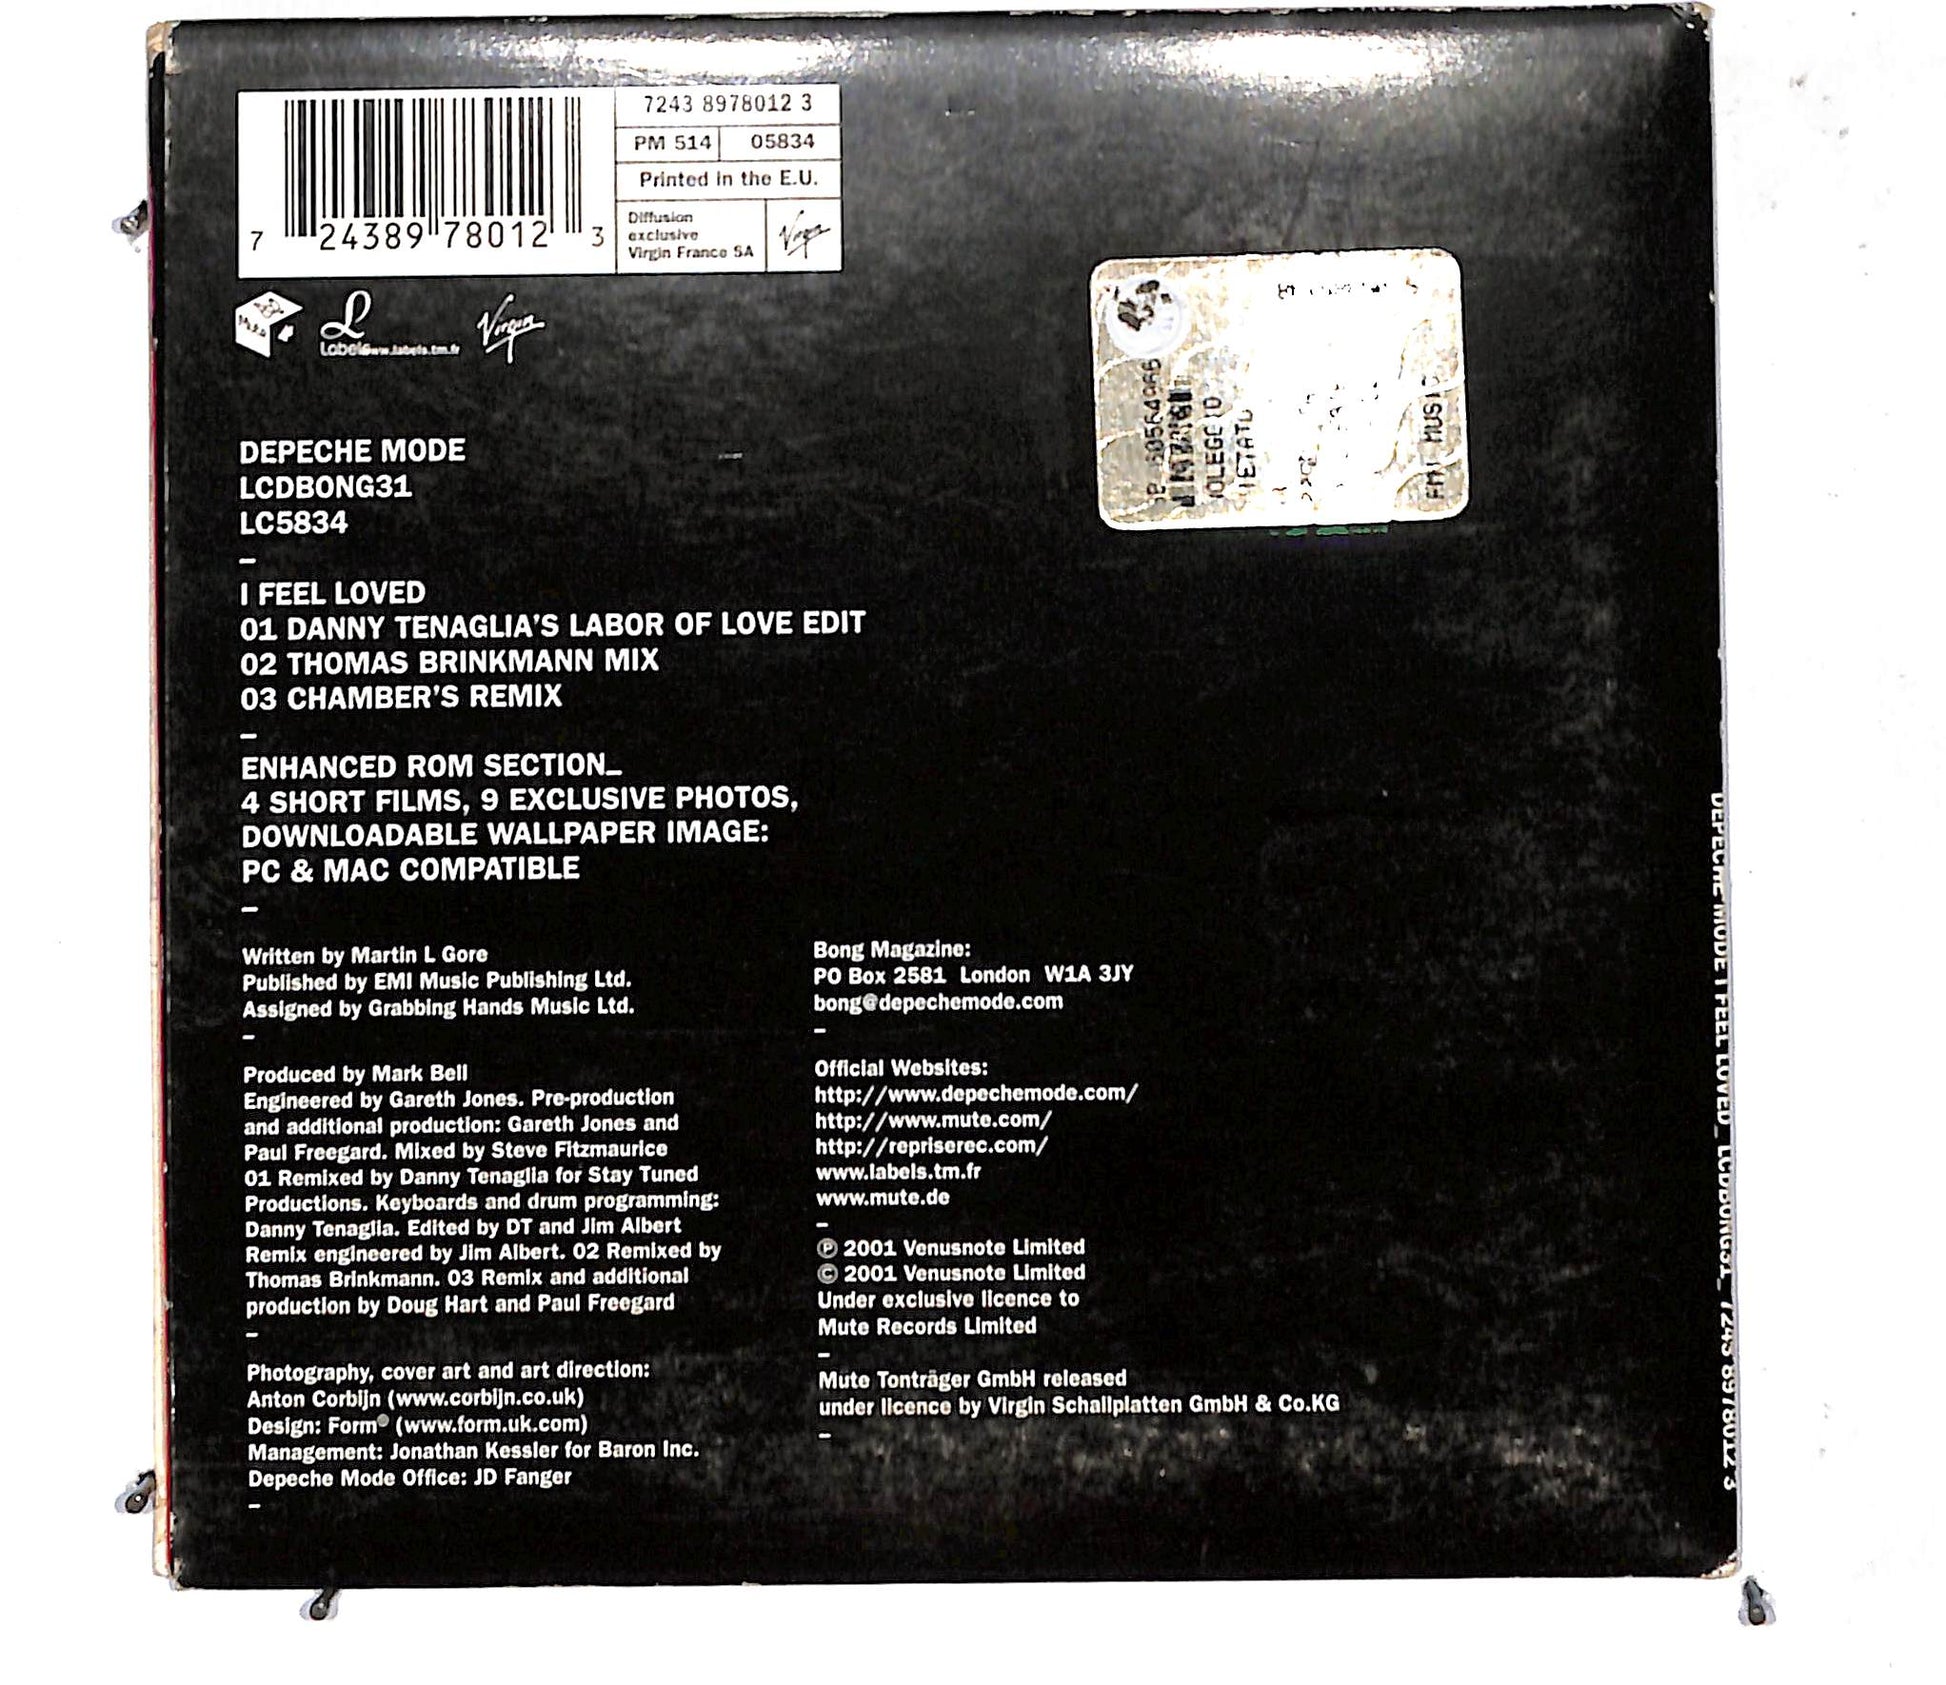 7243 8978012 3
PM 514 05834
Printed in the E.U.
Diffusion
exclusive
Virgin France SA
Virgin
7 24389 78012 3
Mute
L
Labels www.labels.tm.fr
Virgin
EMI MUSIC
DEPECHE MODE
LCDBONG31
LC5834
–
I FEEL LOVED
01 DANNY TENAGLIA'S LABOR OF LOVE EDIT
02 THOMAS BRINKMANN MIX
03 CHAMBER'S REMIX
–
ENHANCED ROM SECTION_
4 SHORT FILMS, 9 EXCLUSIVE PHOTOS,
DOWNLOADABLE WALLPAPER IMAGE:
PC & MAC COMPATIBLE
–
Written by Martin L Gore
Published by EMI Music Publishing Ltd.
Assigned by Grabbing Hands Music Ltd.
–
Produced by Mark Bell
Engineered by Gareth Jones. Pre-production
and additional production: Gareth Jones and
Paul Freegard. Mixed by Steve Fitzmaurice
01 Remixed by Danny Tenaglia for Stay Tuned
Productions. Keyboards and drum programming:
Danny Tenaglia. Edited by DT and Jim Albert
Remix engineered by Jim Albert. 02 Remixed by
Thomas Brinkmann. 03 Remix and additional
production by Doug Hart and Paul Freegard
–
Photography, cover art and art direction:
Anton Corbijn (www.corbijn.co.uk)
Design: Form® (www.form.uk.com)
Management: Jonathan Kessler for Baron Inc.
Depeche Mode Office: JD Fanger
–
Bong Magazine:
PO Box 2581 London W1A 3JY
bong@depechemode.com
–
Official Websites:
http://www.depechemode.com/
http://www.mute.com/
http://repriserec.com/
www.labels.tm.fr
www.mute.de
–
℗ 2001 Venusnote Limited
© 2001 Venusnote Limited
Under exclusive licence to
Mute Records Limited
–
Mute Tonträger GmbH released
under licence by Virgin Schallplatten GmbH & Co.KG
–
DEPECHE MODE I FEEL LOVED_ LCDBONG31_ 7243 8978012 3